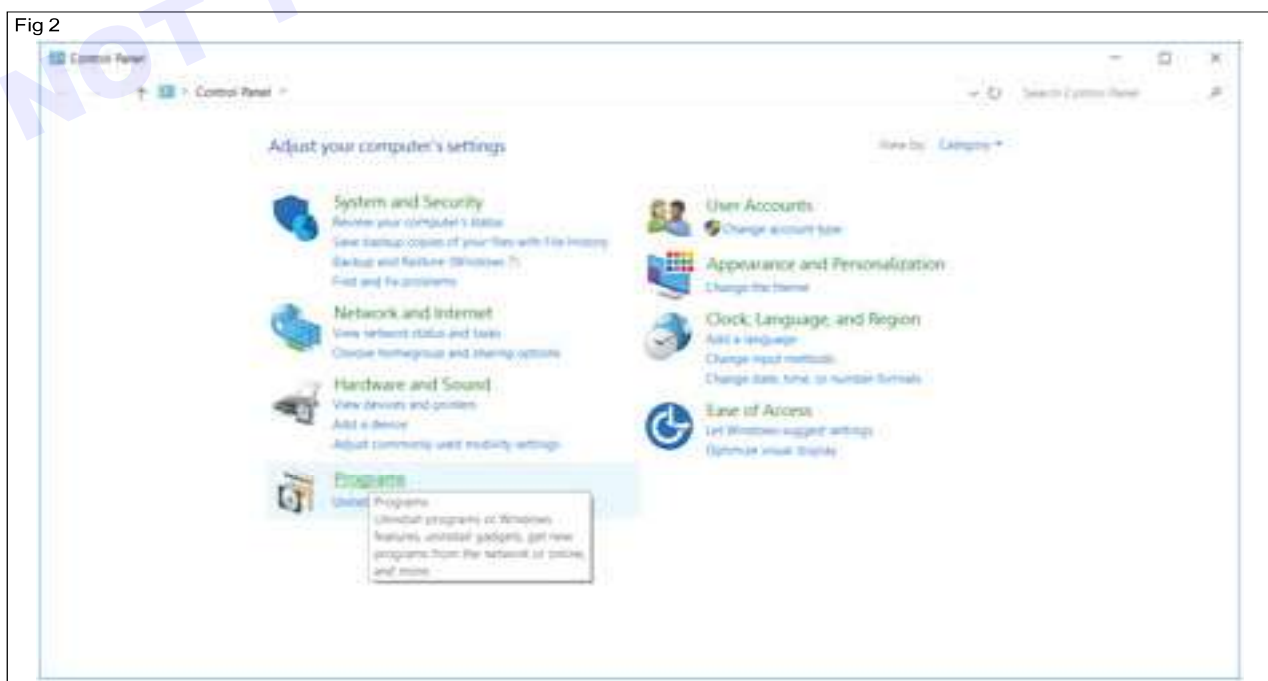 Fig 2
NOT
Control Panel
Control Panel
Search Control Panel
Adjust your computer's settings
View by: Category
System and Security
Review your computer's status
Save backup copies of your files with File History
Backup and Restore (Windows 7)
Find and fix problems
Network and Internet
View network status and tasks
Choose homegroup and sharing options
Hardware and Sound
View devices and printers
Add a device
Adjust commonly used mobility settings
Programs
Programs
Uninstall programs or Windows
features, uninstall gadgets, get new
programs from the network or online,
and more.
User Accounts
Change account type
Appearance and Personalization
Change the theme
Clock, Language, and Region
Add a language
Change input methods
Change date, time, or number formats
Ease of Access
Let Windows suggest settings
Optimize visual display